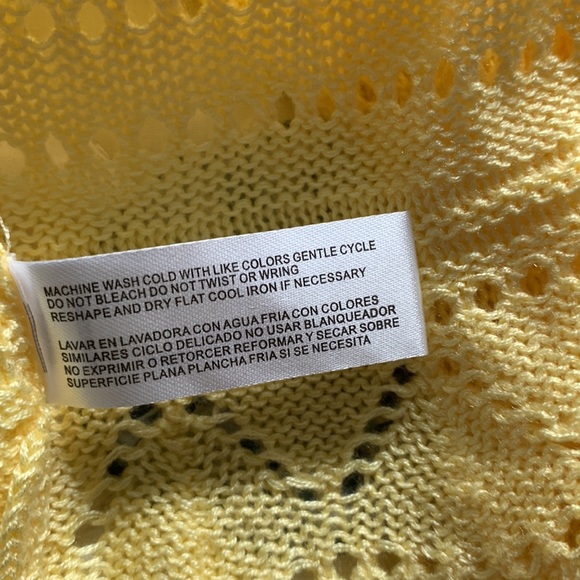 MACHINE WASH COLD WITH LIKE COLORS GENTLE CYCLE
DO NOT BLEACH DO NOT TWIST OR WRING
RESHAPE AND DRY FLAT COOL IRON IF NECESSARY
LAVAR EN LAVADORA CON AGUA FRIA CON COLORES
SIMILARES CICLO DELICADO NO USAR BLANQUEADOR
NO EXPRIMIR O RETORCER REFORMAR Y SECAR SOBRE
SUPERFICIE PLANA PLANCHA FRIA SI SE NECESITA